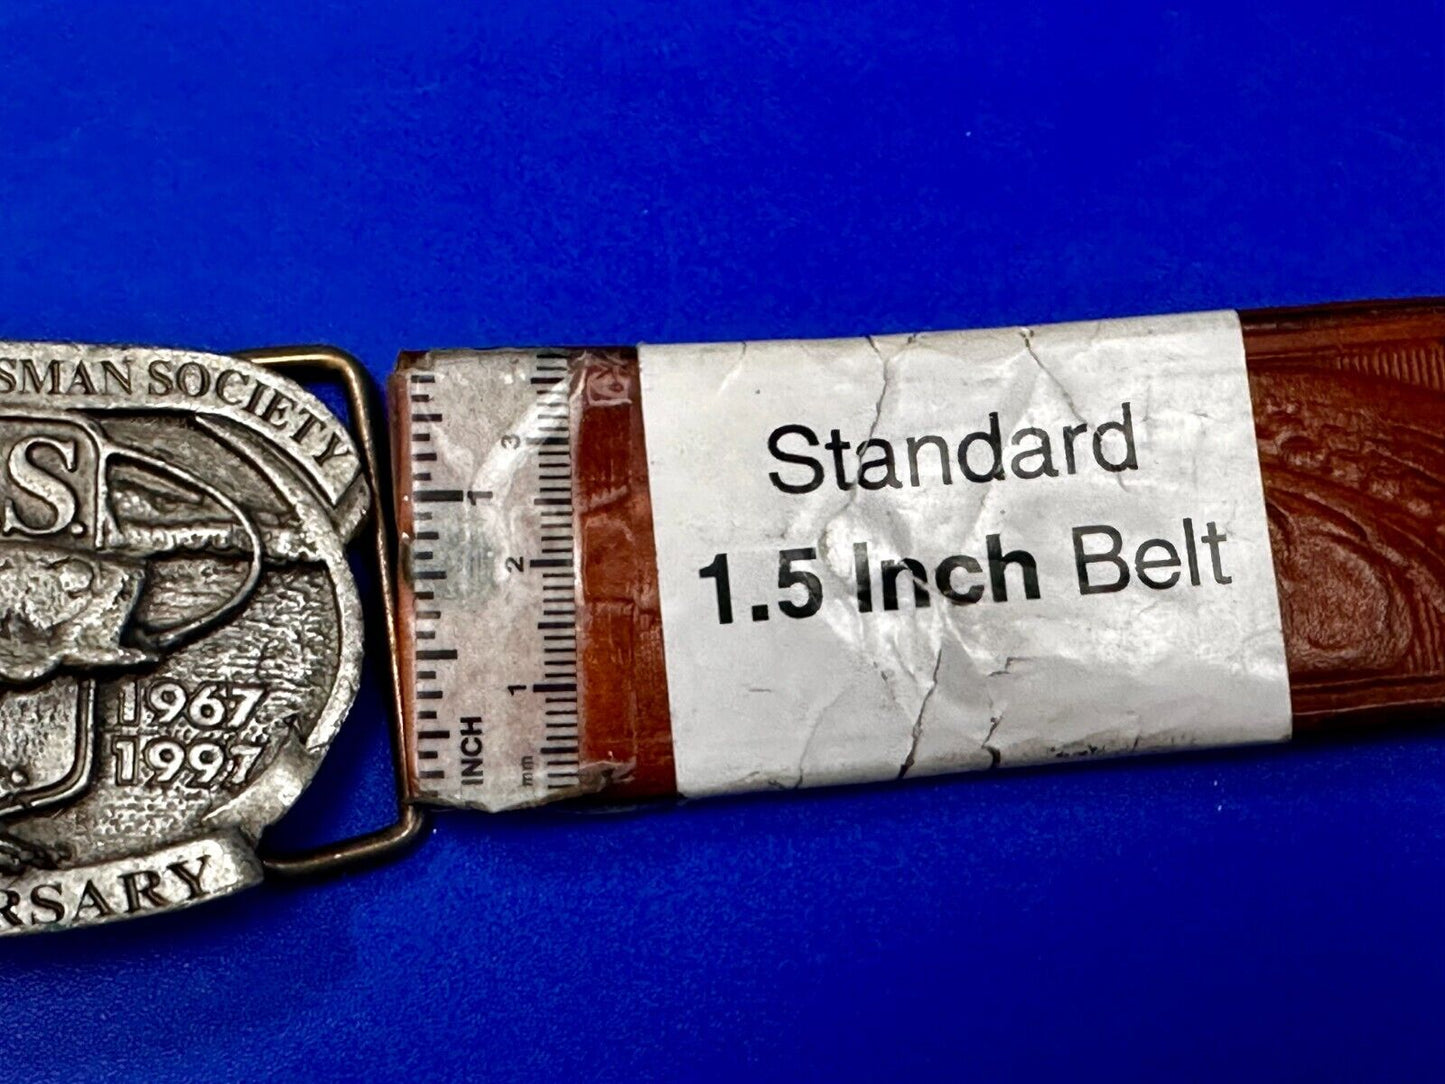 SMAN SOCIETY
S.
1967
1997
RSARY
1
INCH
3
2
1
mm
Standard
1.5 Inch Belt